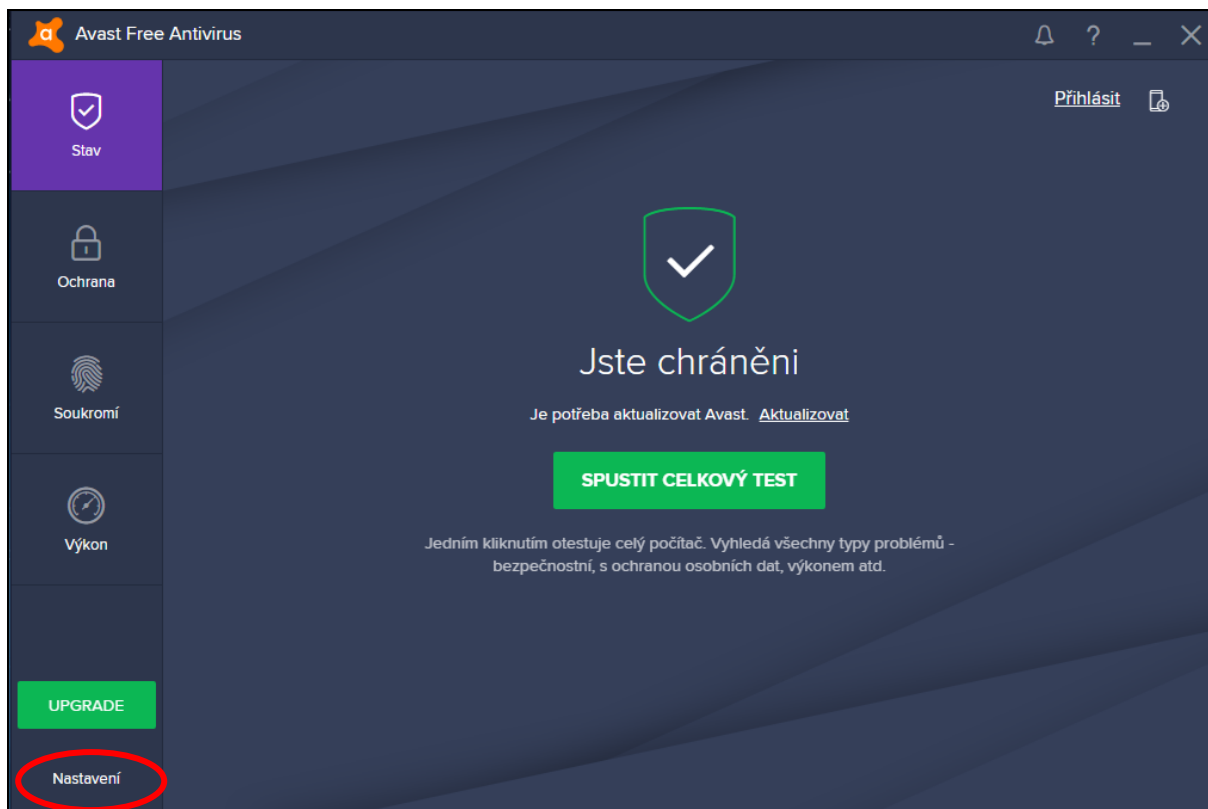 Avast Free Antivirus
?
Přihlásit
Stav
Ochrana
Soukromí
Výkon
Jste chráněni
Je potřeba aktualizovat Avast. Aktualizovat
SPUSTIT CELKOVÝ TEST
Jedním kliknutím otestuje celý počítač. Vyhledá všechny typy problémů -
bezpečnostní, s ochranou osobních dat, výkonem atd.
UPGRADE
Nastavení